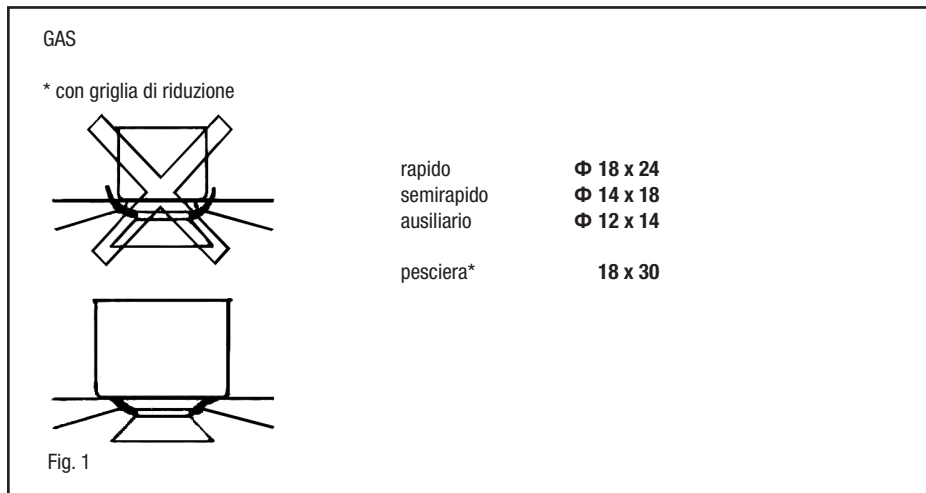 GAS
* con griglia di riduzione
rapido Φ 18 x 24
semirapido Φ 14 x 18
ausiliario Φ 12 x 14
pesciera* 18 x 30
Fig. 1